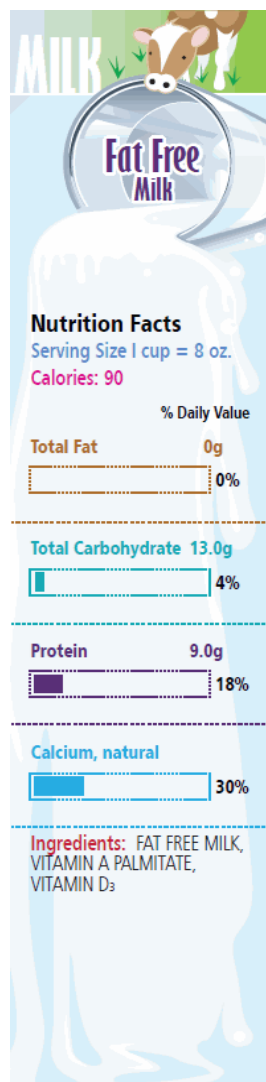 MILK
Fat Free
Milk
Nutrition Facts
Serving Size I cup = 8 oz.
Calories: 90
% Daily Value
Total Fat 0g
0%
Total Carbohydrate 13.0g
4%
Protein 9.0g
18%
Calcium, natural
30%
Ingredients: FAT FREE MILK,
VITAMIN A PALMITATE,
VITAMIN D₃